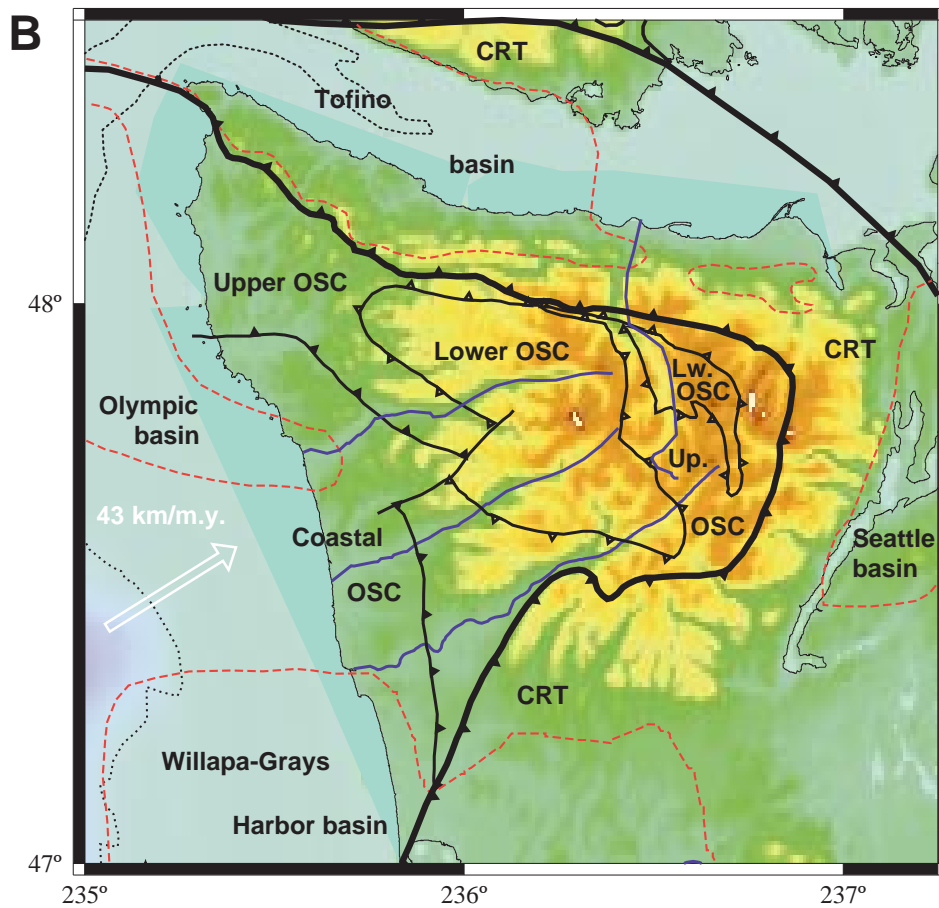 B
CRT
Tofino
basin
Upper OSC
48º
Lower OSC
CRT
Lw.
OSC
Olympic
basin
Up.
43 km/m.y.
OSC
Coastal
Seattle
basin
OSC
CRT
Willapa-Grays
Harbor basin
47º
235º
236º
237º